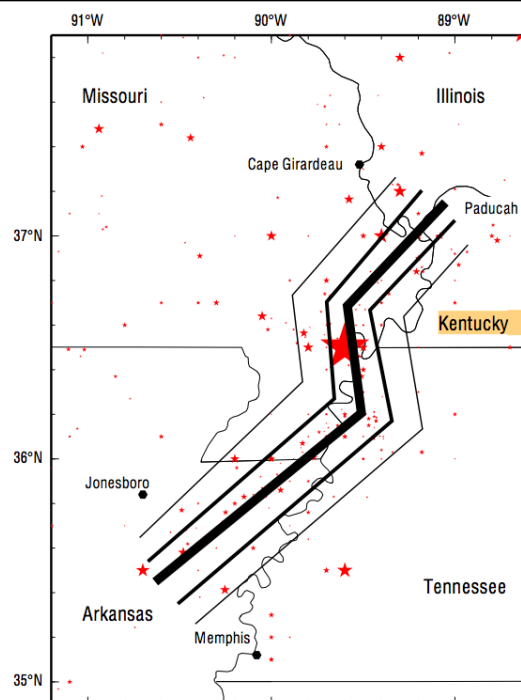 91°W 90°W 89°W
Missouri Illinois
Cape Girardeau
Paducah
37°N
Kentucky
36°N
Jonesboro
Tennessee
Arkansas
Memphis
35°N